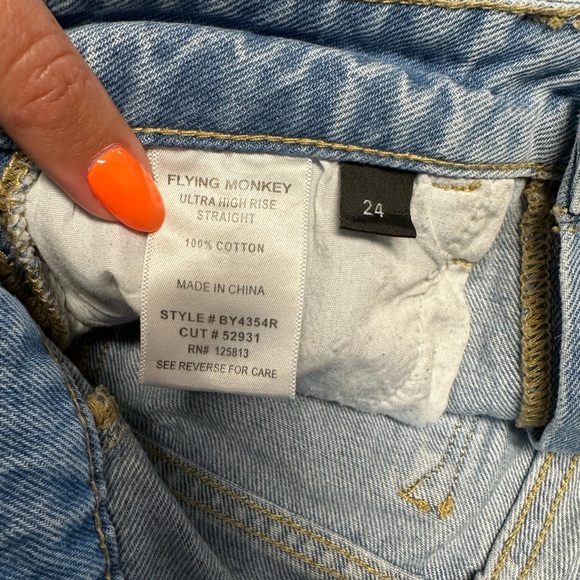 FLYING MONKEY
ULTRA HIGH RISE
STRAIGHT
100% COTTON
MADE IN CHINA
STYLE # BY4354R
CUT # 52931
RN# 125813
SEE REVERSE FOR CARE
24